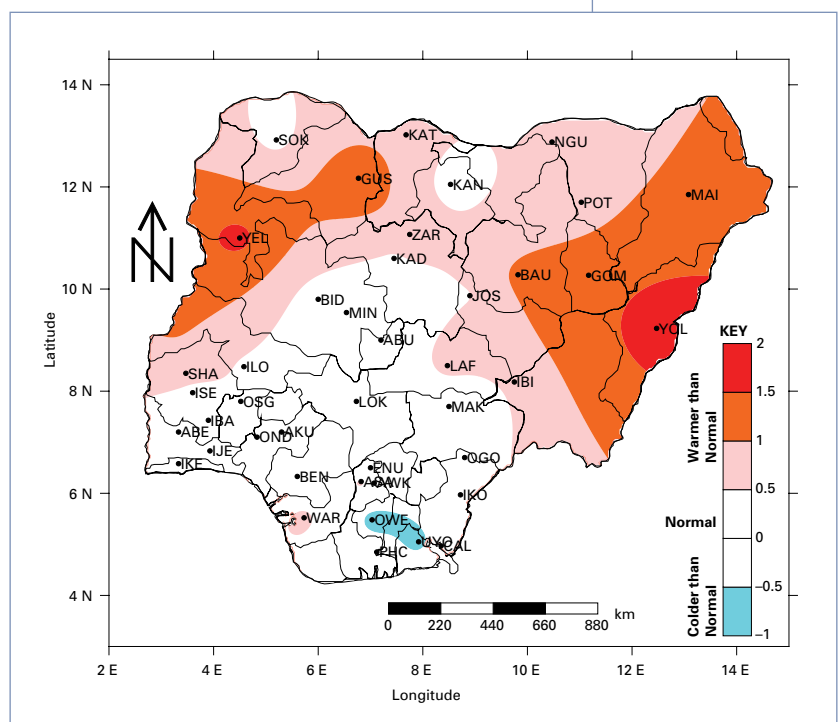 14 N
12 N
10 N
8 N
6 N
4 N
Latitude
N
SOK
KAT
NGU
GUS
KAN
POT
MAI
YEL
ZAR
KAD
BAU
GOM
JOS
BID
MIN
YOL
ABU
SHA
ILO
LAF
IBI
ISE
OSG
LOK
MAK
IBA
ABE
OND
AKU
IJE
IKE
BEN
ENU
OGO
AWK
IKO
WAR
OWE
UYO
CAL
PHC
KEY
2
1.5
1
0.5
0
–0.5
–1
Warmer than
Normal
Normal
Colder than
Normal
km
0 220 440 660 880
2 E 4 E 6 E 8 E 10 E 12 E 14 E
Longitude